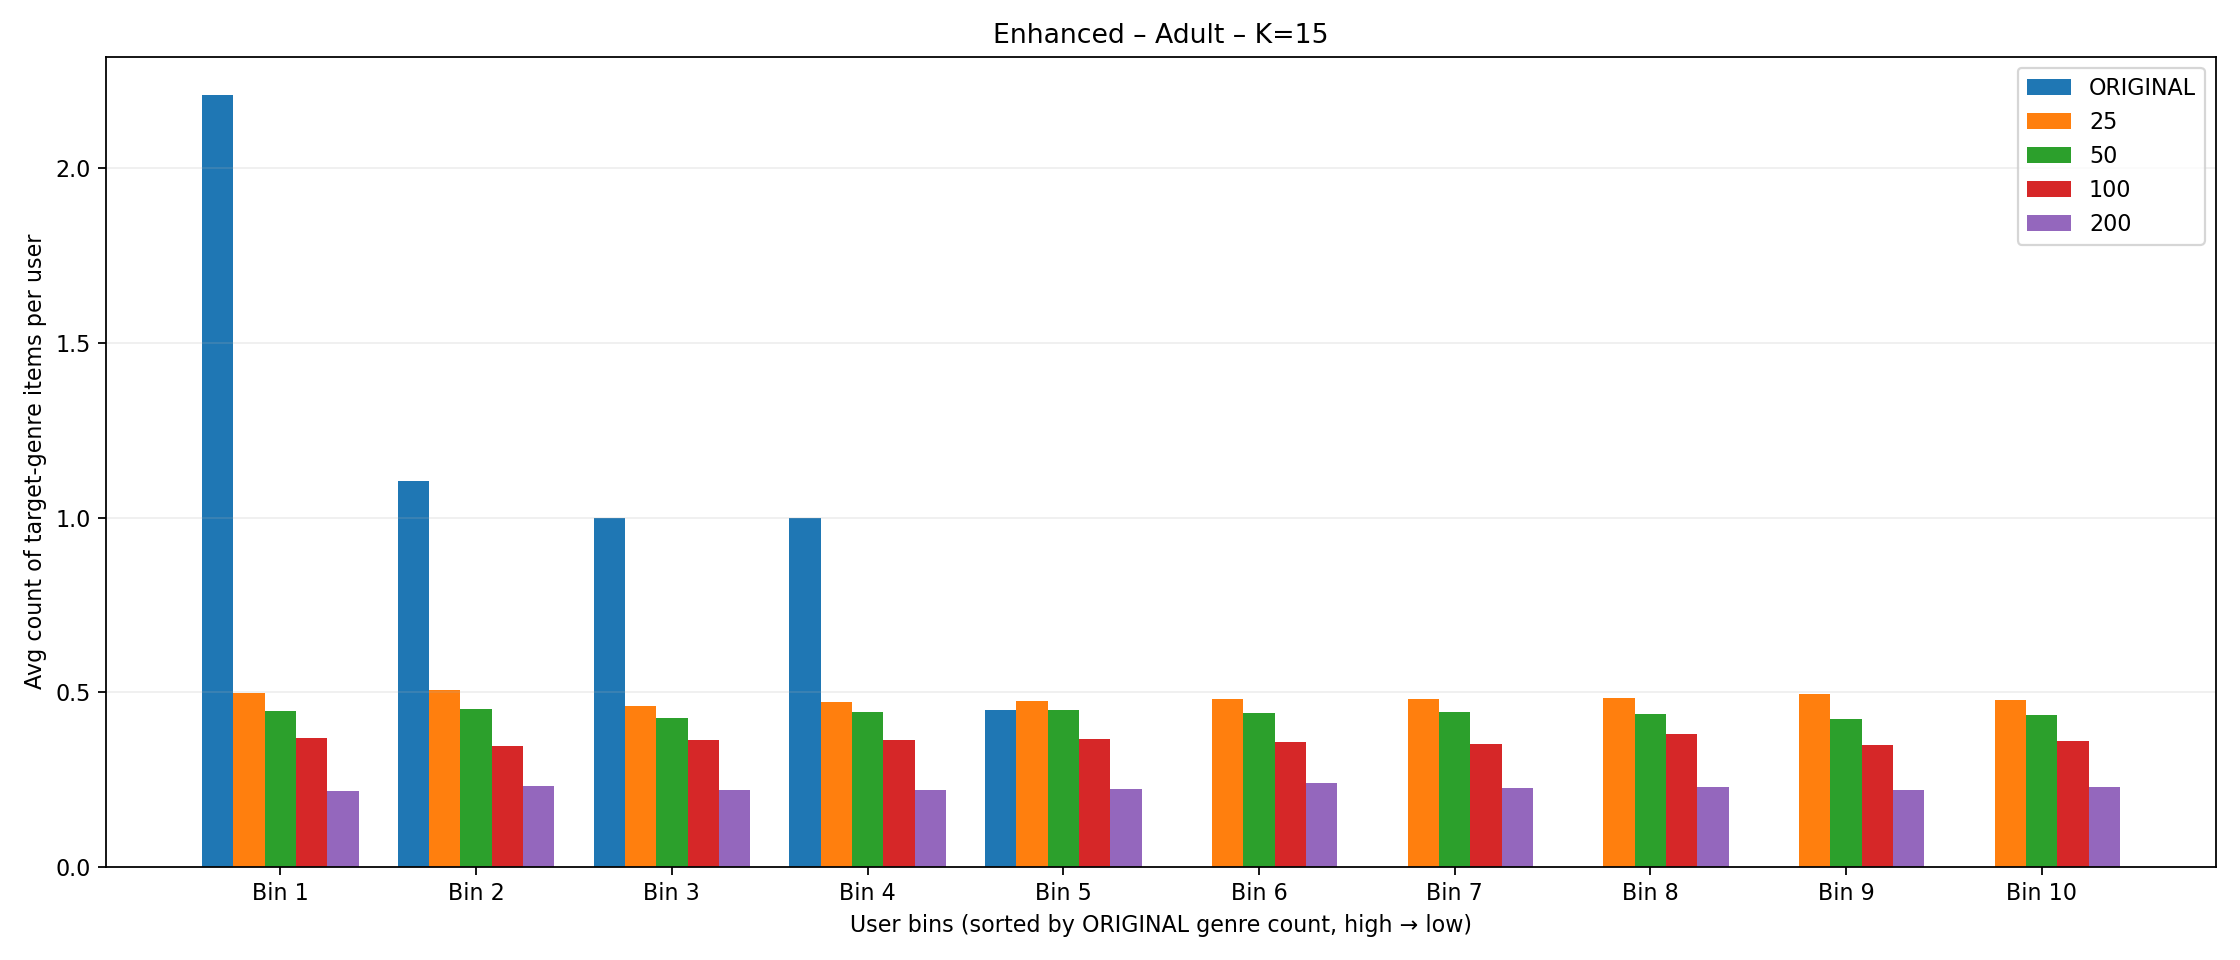 Enhanced – Adult – K=15
ORIGINAL
25
50
100
200
Avg count of target-genre items per user
2.0
1.5
1.0
0.5
0.0
Bin 1 Bin 2 Bin 3 Bin 4 Bin 5 Bin 6 Bin 7 Bin 8 Bin 9 Bin 10
User bins (sorted by ORIGINAL genre count, high → low)